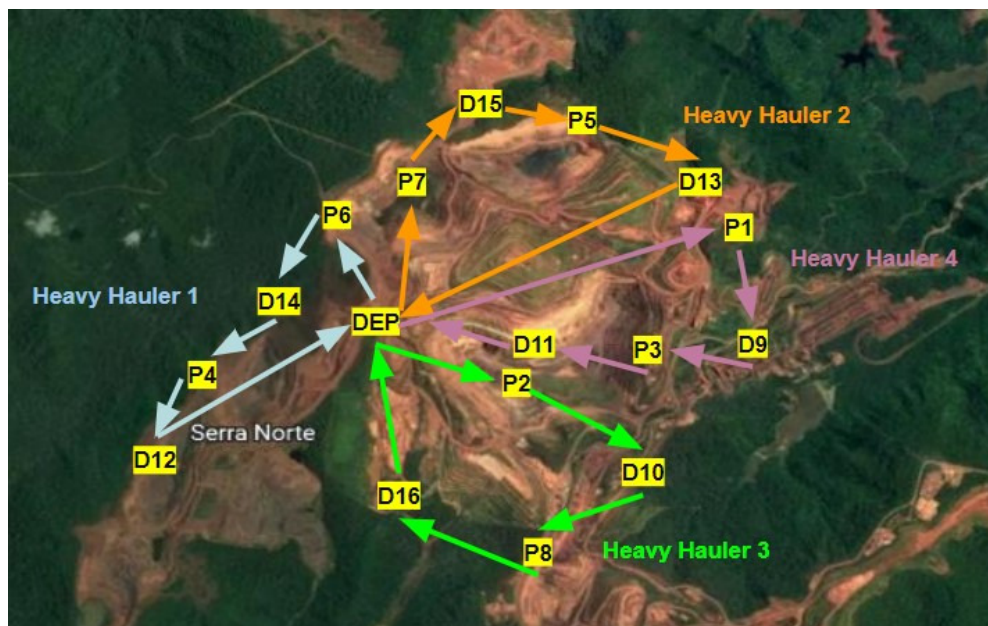 D15
P5
Heavy Hauler 2
P7
D13
P6
P1
Heavy Hauler 4
Heavy Hauler 1
D14
DEP
D11
P3
D9
P4
P2
Serra Norte
D12
D10
D16
P8
Heavy Hauler 3